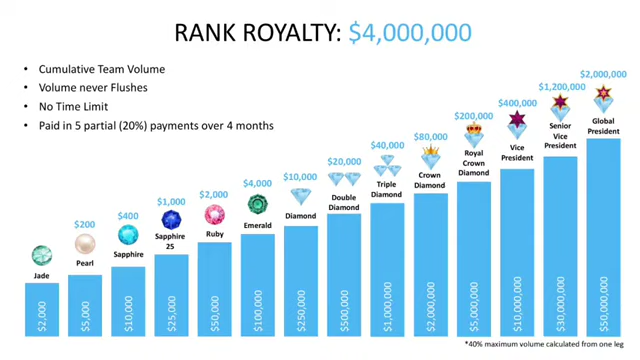 RANK ROYALTY: $4,000,000
• Cumulative Team Volume
• Volume never Flushes
• No Time Limit
• Paid in 5 partial (20%) payments over 4 months
Jade
$2,000
$200
Pearl
$5,000
$400
Sapphire
$10,000
$1,000
Sapphire
25
$25,000
$2,000
Ruby
$50,000
$4,000
Emerald
$100,000
$10,000
Diamond
$250,000
$20,000
Double
Diamond
$500,000
$40,000
Triple
Diamond
$1,000,000
$80,000
Crown
Diamond
$2,000,000
$200,000
Royal
Crown
Diamond
$5,000,000
$400,000
Vice
President
$10,000,000
$1,200,000
Senior
Vice
President
$30,000,000
$2,000,000
Global
President
$50,000,000
*40% maximum volume calculated from one leg